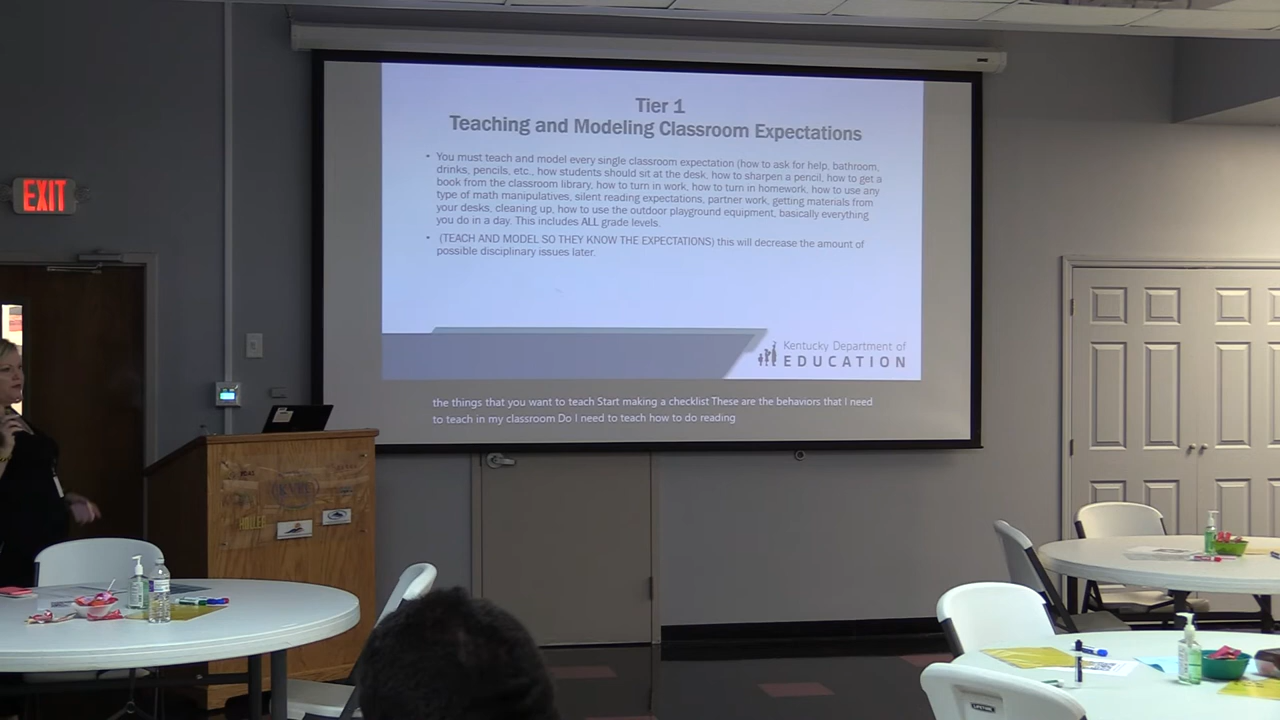 EXIT
Tier 1
Teaching and Modeling Classroom Expectations
• You must teach and model every single classroom expectation (how to ask for help, bathroom,
drinks, pencils, etc., how students should sit at the desk, how to sharpen a pencil, how to get a
book from the classroom library, how to turn in work, how to turn in homework, how to use any
type of math manipulatives, silent reading expectations, partner work, getting materials from
your desks, cleaning up, how to use the outdoor playground equipment, basically everything
you do in a day. This includes ALL grade levels.
• (TEACH AND MODEL SO THEY KNOW THE EXPECTATIONS) this will decrease the amount of
possible disciplinary issues later.
Kentucky Department of
EDUCATION
the things that you want to teach Start making a checklist These are the behaviors that I need
to teach in my classroom Do I need to teach how to do reading